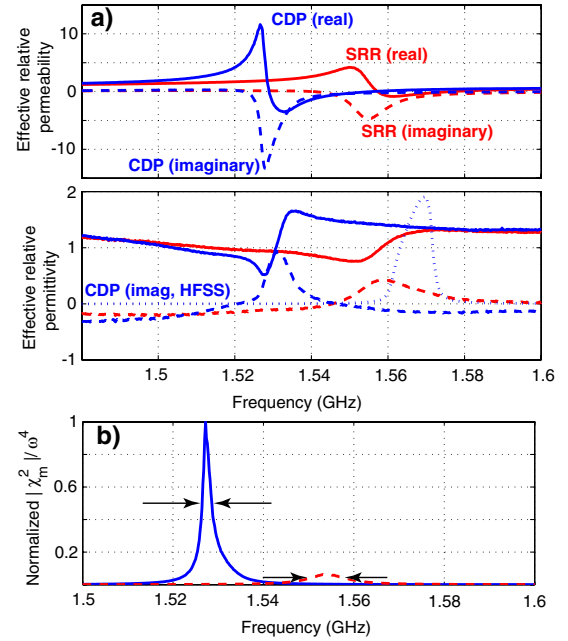 a)
CDP (real)
SRR (real)
SRR (imaginary)
CDP (imaginary)
Effective relative
permeability
10
5
0
-5
-10
CDP (imag, HFSS)
Effective relative
permittivity
2
1
0
-1
1.5
1.52
1.54
1.56
1.58
1.6
Frequency (GHz)
b)
Normalized |χ²ₘ|/ω⁴
1
0.6
0.2
1.5
1.52
1.54
1.56
1.58
1.6
Frequency (GHz)